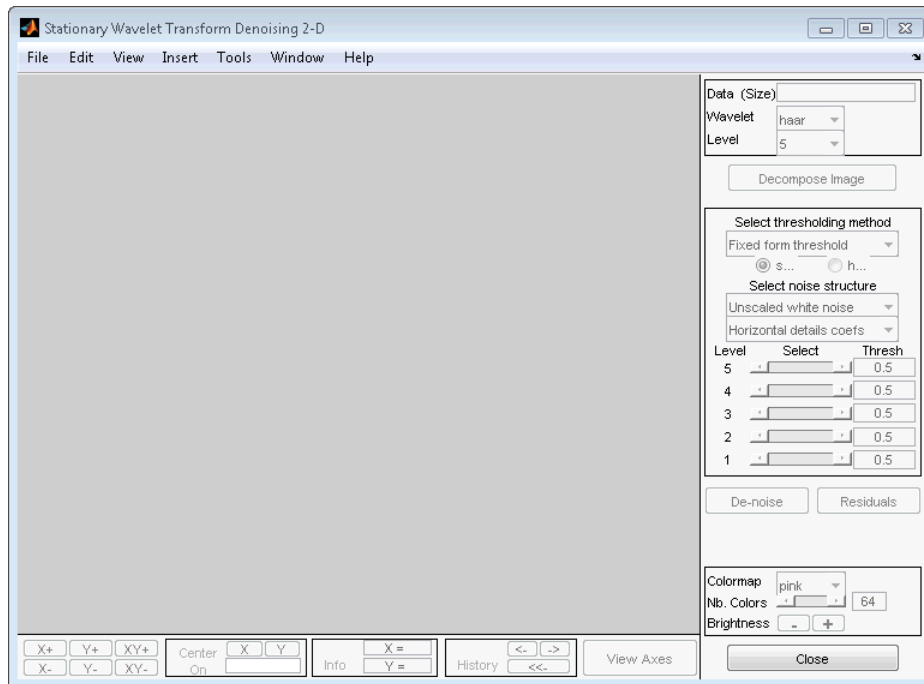 Stationary Wavelet Transform Denoising 2-D
File Edit View Insert Tools Window Help
Data (Size)
Wavelet haar
Level 5
Decompose Image
Select thresholding method
Fixed form threshold
s... h...
Select noise structure
Unscaled white noise
Horizontal details coefs
Level Select Thresh
5 0.5
4 0.5
3 0.5
2 0.5
1 0.5
De-noise Residuals
Colormap pink
Nb. Colors 64
Brightness - +
X+ Y+ XY+ Center X Y X = <- -> View Axes Close
X- Y- XY- On Info Y = History <<-